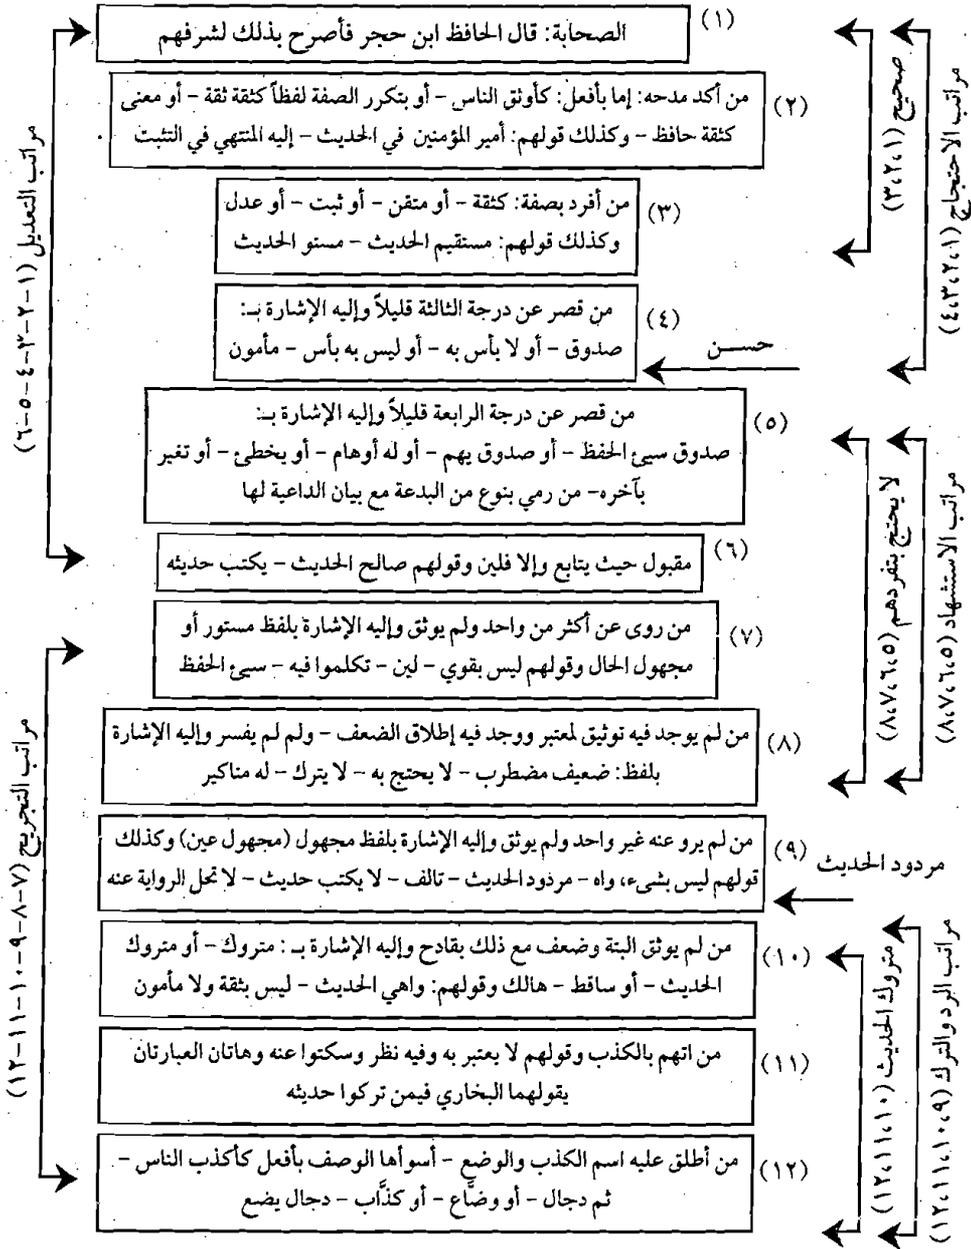 (١)
الصحابة: قال الحافظ ابن حجر فأصرح بذلك لشرفهم
(٢)
من أكد مدحه: إما بأفعل: كأوثق الناس - أو بتكرر الصفة لفظاً كثقة ثقة - أو معنى
كثقة حافظ - وكذلك قولهم: أمير المؤمنين في الحديث - إليه المنتهي في التثبت
(٣)
من أفرد بصفة: كثقة - أو متقن - أو ثبت - أو عدل
وكذلك قولهم: مستقيم الحديث - مستو الحديث
(٤)
من قصر عن درجة الثالثة قليلاً وإليه الإشارة بـ:
صدوق - أو لا بأس به - أو ليس به بأس - مأمون
حسن
(٥)
من قصر عن درجة الرابعة قليلاً وإليه الإشارة بـ:
صدوق سيئ الحفظ - أو صدوق يهم - أو له أوهام - أو يخطئ - أو تغير
بآخره- من رمي بنوع من البدعة مع بيان الداعية لها
(٦)
مقبول حيث يتابع وإلا فلين وقولهم صالح الحديث - يكتب حديثه
(٧)
من روى عن أكثر من واحد ولم يوثق وإليه الإشارة بلفظ مستور أو
مجهول الحال وقولهم ليس بقوي - لين - تكلموا فيه - سيئ الحفظ
(٨)
من لم يوجد فيه توثيق لمعتبر ووجد فيه إطلاق الضعف - ولم لم يفسر وإليه الإشارة
بلفظ: ضعيف مضطرب - لا يحتج به - لا يترك - له مناكير
(٩)
من لم يرو عنه غير واحد ولم يوثق وإليه الإشارة بلفظ مجهول (مجهول عين) وكذلك
قولهم ليس بشىء، واه - مردود الحديث - تالف - لا يكتب حديث - لا تحل الرواية عنه
مردود الحديث
(١٠)
من لم يوثق البتة وضعف مع ذلك بقادح وإليه الإشارة بـ : متروك - أو متروك
الحديث - أو ساقط - هالك وقولهم: واهي الحديث - ليس بثقة ولا مأمون
(١١)
من اتهم بالكذب وقولهم لا يعتبر به وفيه نظر وسكتوا عنه وهاتان العبارتان
يقولهما البخاري فيمن تركوا حديثه
(١٢)
من أطلق عليه اسم الكذب والوضع - أسوأها الوصف بأفعل كأكذب الناس -
ثم دجال - أو وضَّاع - أو كذَّاب - دجال يضع
مراتب الاحتجاج (٤،٣،٢،١)
صحيح (٣،٢،١)
مراتب الاستشهاد (٨،٧،٦،٥)
لا يحتج بتفردهم (٨،٧،٦،٥)
مراتب الرد والترك (١٢،١١،١٠،٩)
متروك الحديث (١٢،١١،١٠)
مراتب التعديل (١-٢-٣-٤-٥-٦)
مراتب التجريح (٧-٨-٩-١٠-١١-١٢)